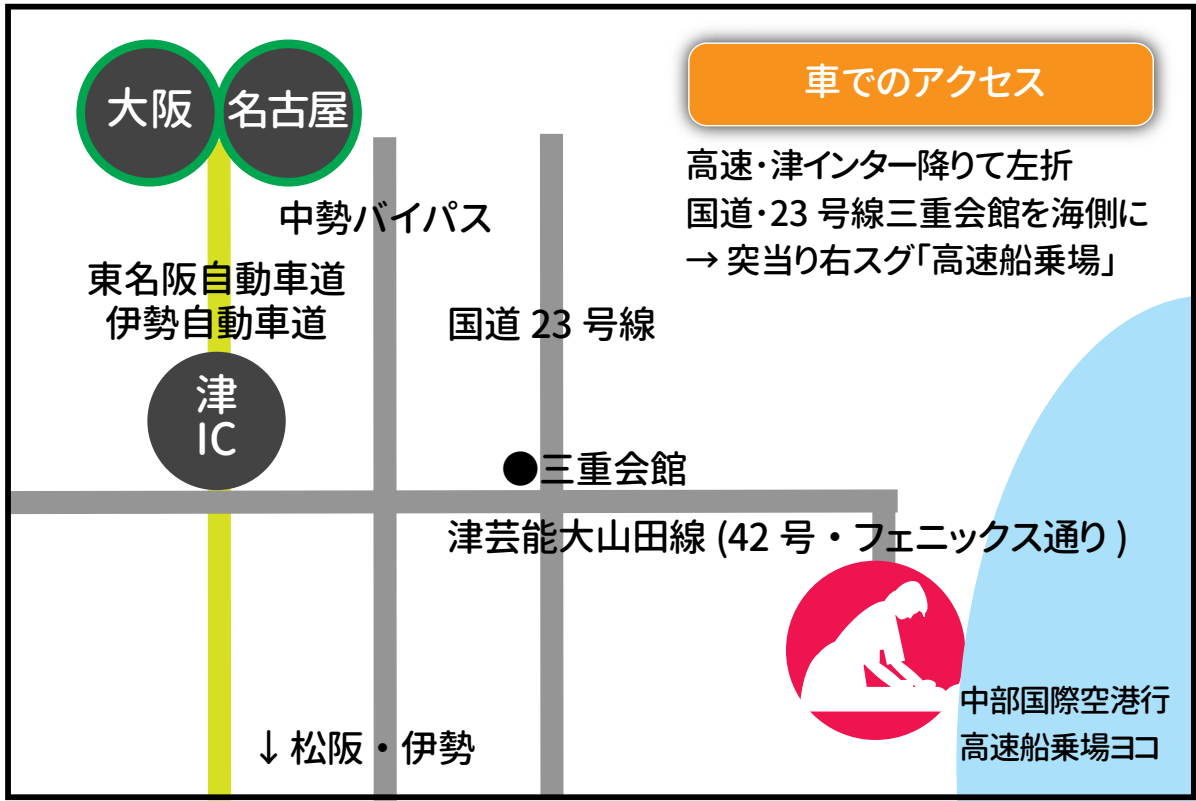 大阪
名古屋
車でのアクセス
高速・津インター降りて左折
国道・23 号線三重会館を海側に
→ 突当り右スグ「高速船乗場」
中勢バイパス
東名阪自動車道
伊勢自動車道
国道 23 号線
津
IC
●三重会館
津芸能大山田線 (42 号・フェニックス通り )
中部国際空港行
高速船乗場ヨコ
↓松阪・伊勢